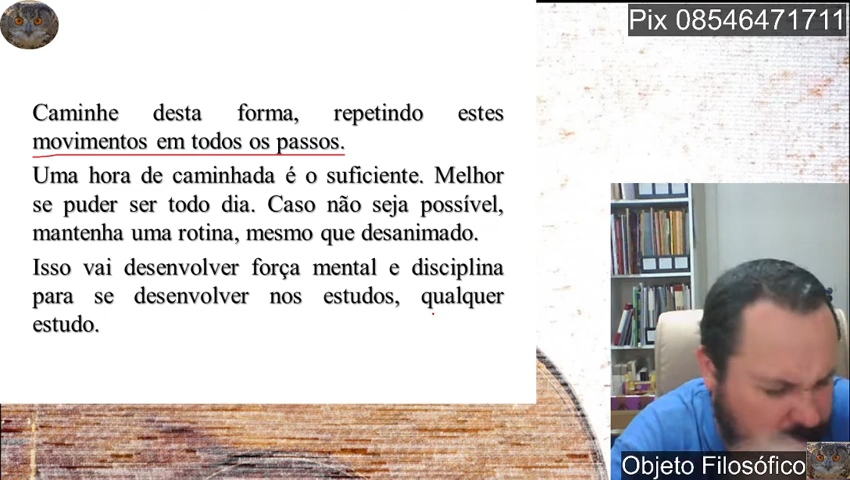 Pix 08546471711
Caminhe desta forma, repetindo estes
movimentos em todos os passos.
Uma hora de caminhada é o suficiente. Melhor
se puder ser todo dia. Caso não seja possível,
mantenha uma rotina, mesmo que desanimado.
Isso vai desenvolver força mental e disciplina
para se desenvolver nos estudos, qualquer
estudo.
Objeto Filosófico